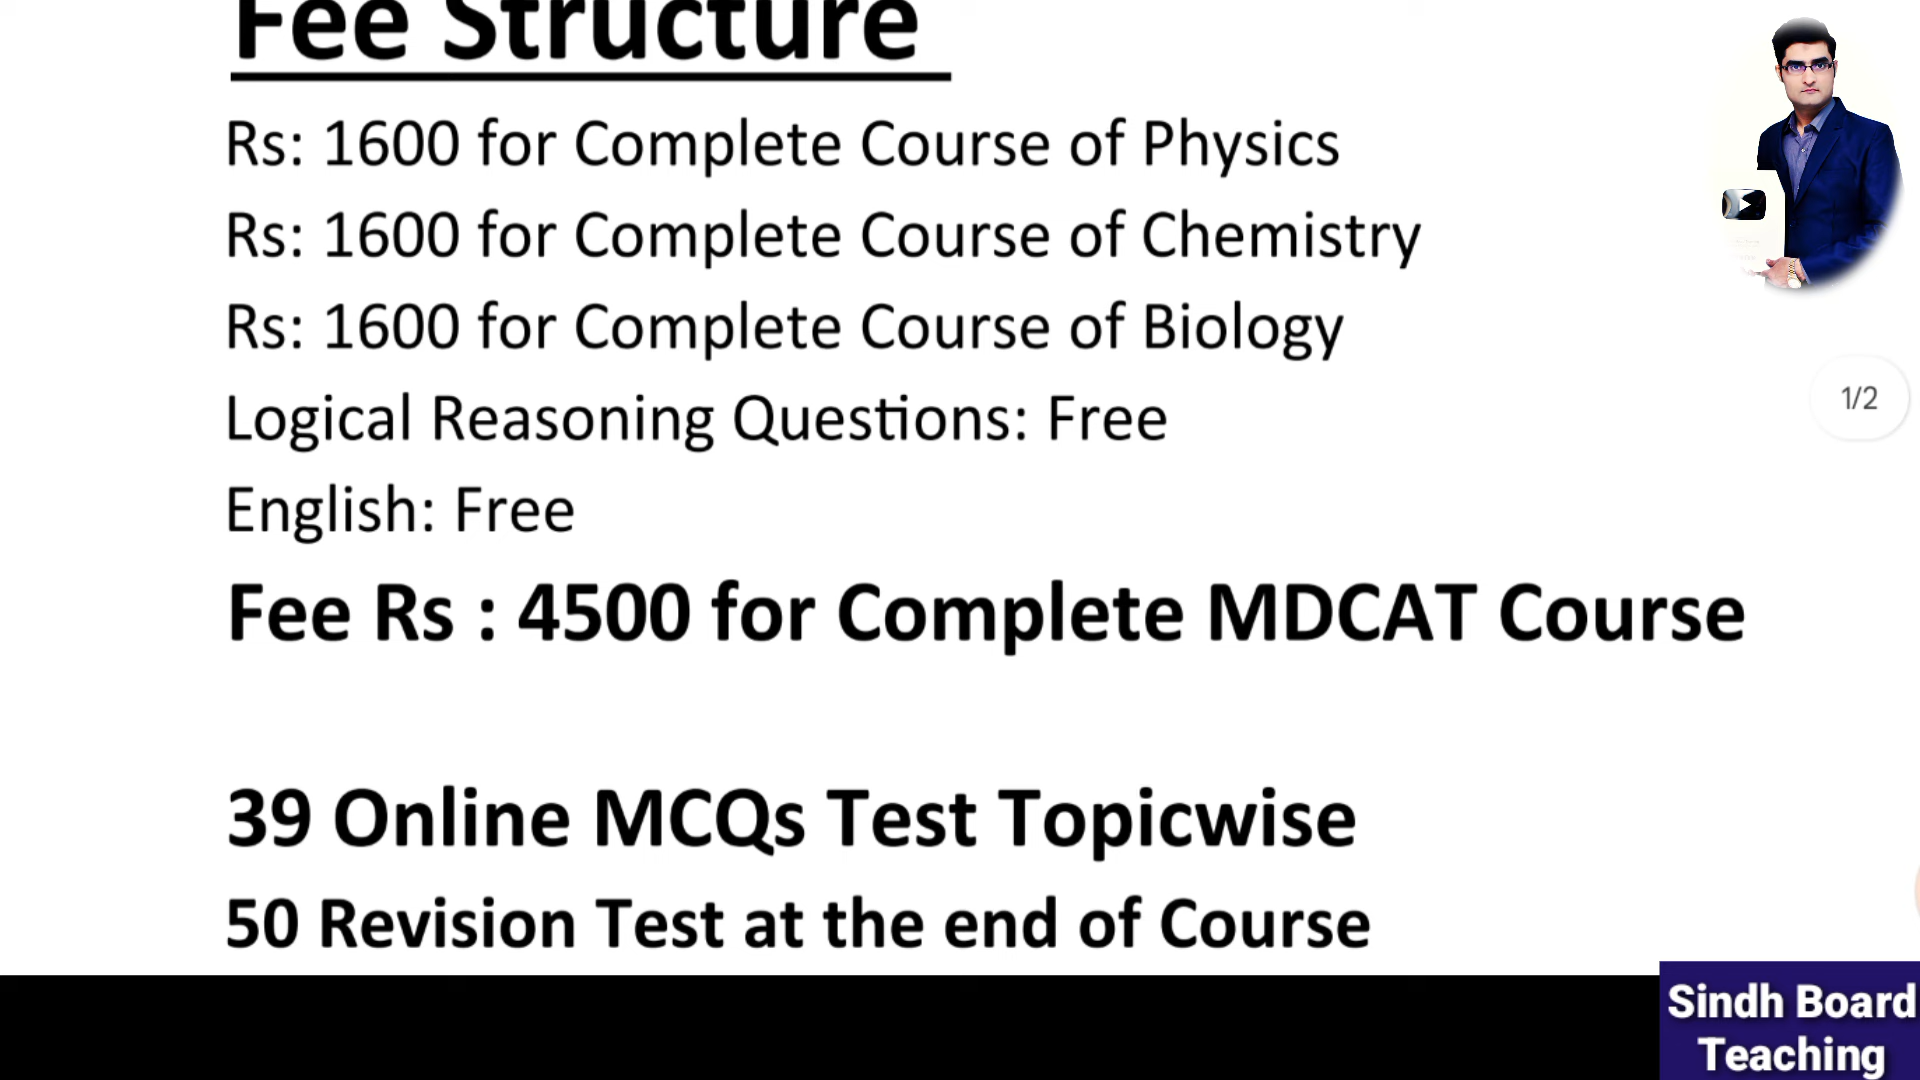 Fee Structure
Rs: 1600 for Complete Course of Physics
Rs: 1600 for Complete Course of Chemistry
Rs: 1600 for Complete Course of Biology
1/2
Logical Reasoning Questions: Free
English: Free
Fee Rs : 4500 for Complete MDCAT Course
39 Online MCQs Test Topicwise
50 Revision Test at the end of Course
Sindh Board
Teaching